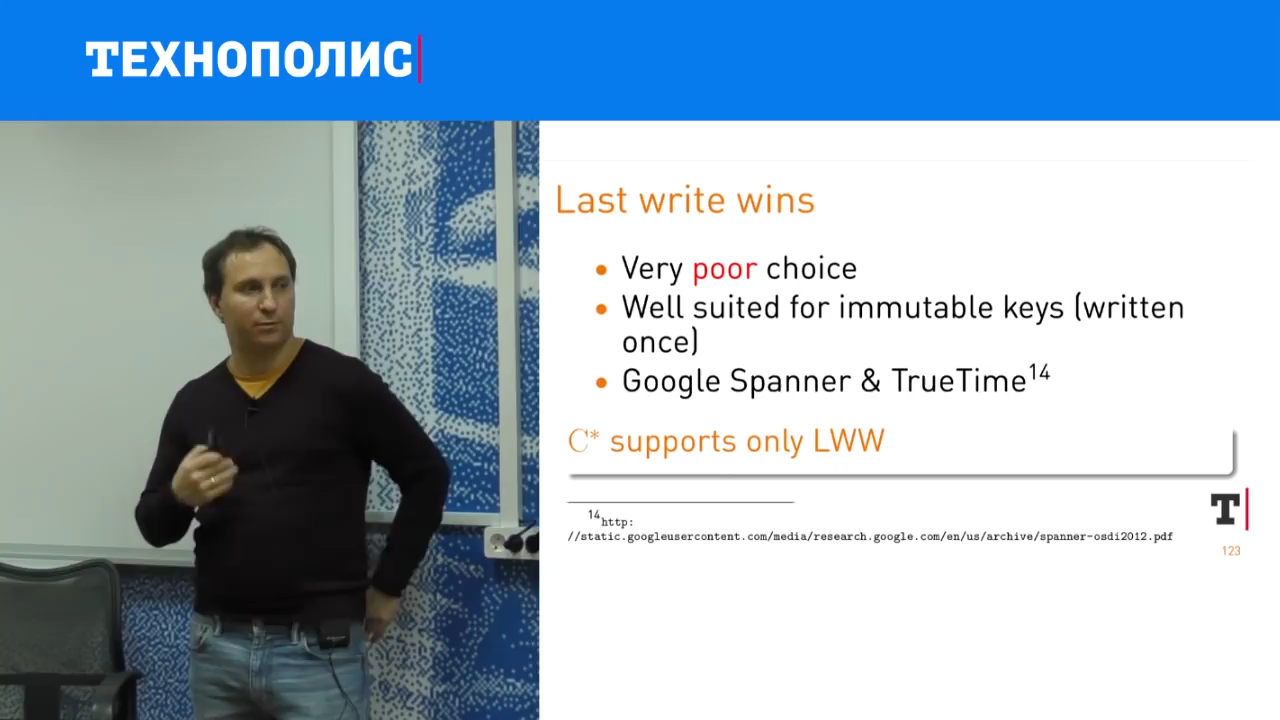 ТЕХНОПОЛИС
Last write wins
• Very poor choice
• Well suited for immutable keys (written
once)
• Google Spanner & TrueTime14
C* supports only LWW
14http:
//static.googleusercontent.com/media/research.google.com/en/us/archive/spanner-osdi2012.pdf
T
123